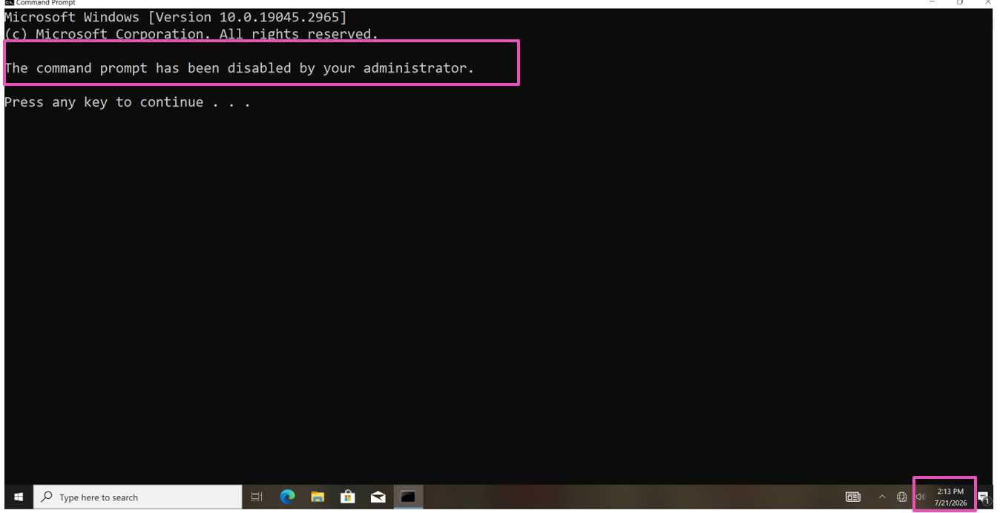 Command Prompt
Microsoft Windows [Version 10.0.19045.2965]
(c) Microsoft Corporation. All rights reserved.
The command prompt has been disabled by your administrator.
Press any key to continue . . .
Type here to search
2:13 PM
7/21/2026
1